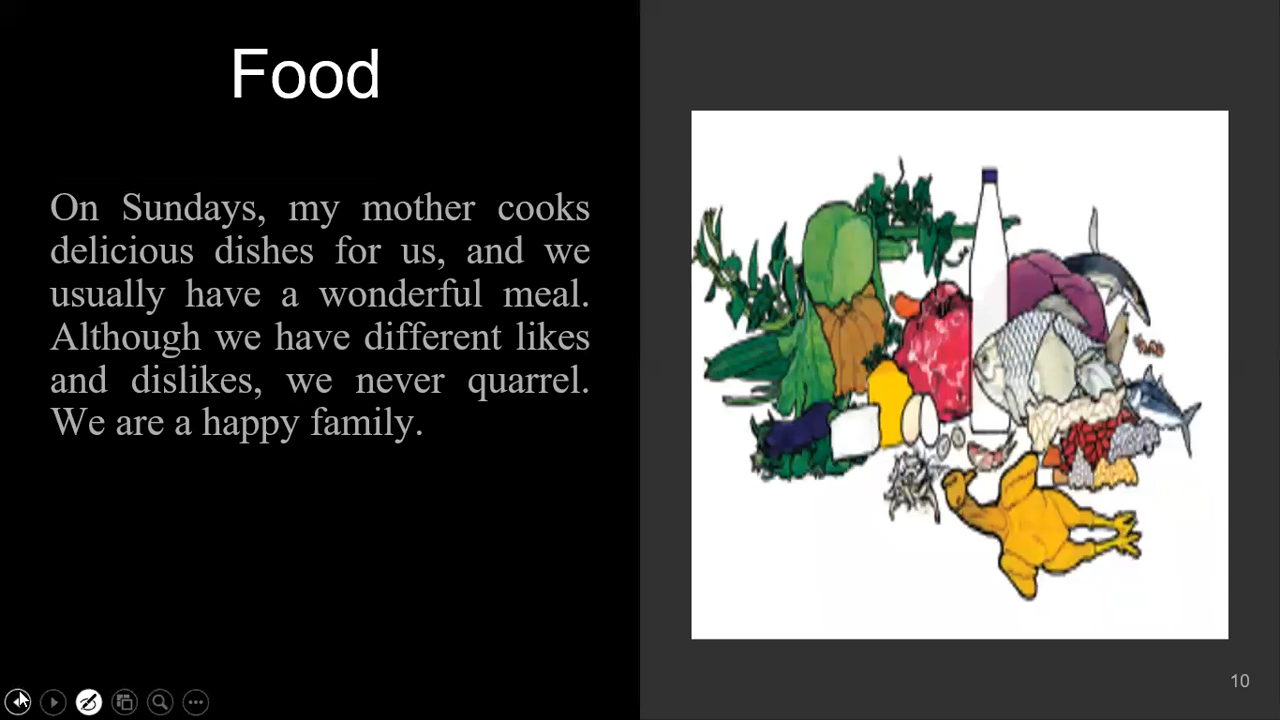 Food
On Sundays, my mother cooks
delicious dishes for us, and we
usually have a wonderful meal.
Although we have different likes
and dislikes, we never quarrel.
We are a happy family.
10